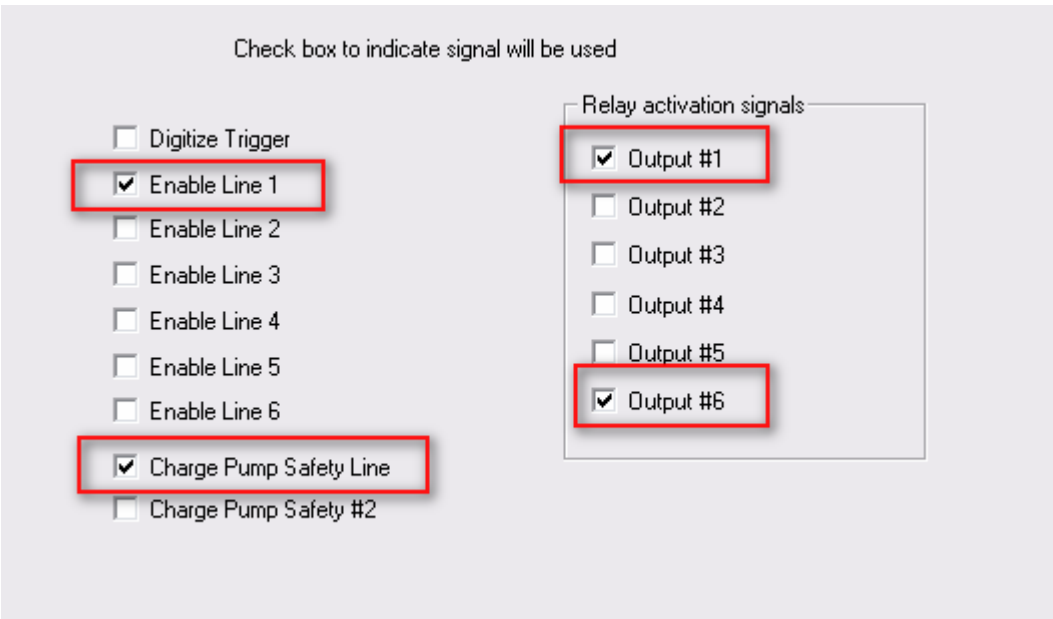 Check box to indicate signal will be used
Digitize Trigger
Enable Line 1
Enable Line 2
Enable Line 3
Enable Line 4
Enable Line 5
Enable Line 6
Charge Pump Safety Line
Charge Pump Safety #2
Relay activation signals
Output #1
Output #2
Output #3
Output #4
Output #5
Output #6